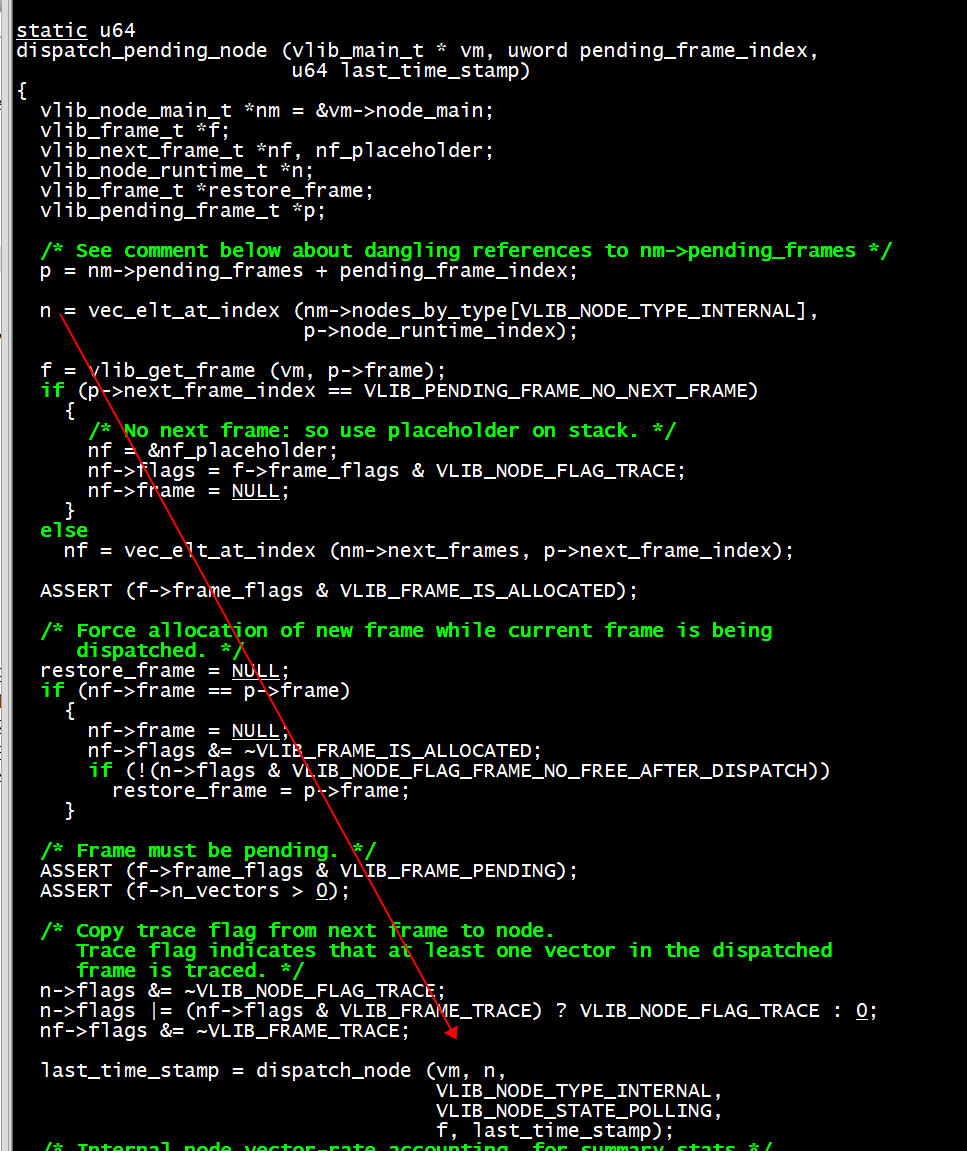 static u64
dispatch_pending_node (vlib_main_t * vm, uword pending_frame_index,
                       u64 last_time_stamp)
{
  vlib_node_main_t *nm = &vm->node_main;
  vlib_frame_t *f;
  vlib_next_frame_t *nf, nf_placeholder;
  vlib_node_runtime_t *n;
  vlib_frame_t *restore_frame;
  vlib_pending_frame_t *p;

  /* See comment below about dangling references to nm->pending_frames */
  p = nm->pending_frames + pending_frame_index;

  n = vec_elt_at_index (nm->nodes_by_type[VLIB_NODE_TYPE_INTERNAL],
                        p->node_runtime_index);

  f = vlib_get_frame (vm, p->frame);
  if (p->next_frame_index == VLIB_PENDING_FRAME_NO_NEXT_FRAME)
    {
      /* No next frame: so use placeholder on stack. */
      nf = &nf_placeholder;
      nf->flags = f->frame_flags & VLIB_NODE_FLAG_TRACE;
      nf->frame = NULL;
    }
  else
    nf = vec_elt_at_index (nm->next_frames, p->next_frame_index);

  ASSERT (f->frame_flags & VLIB_FRAME_IS_ALLOCATED);

  /* Force allocation of new frame while current frame is being
     dispatched. */
  restore_frame = NULL;
  if (nf->frame == p->frame)
    {
      nf->frame = NULL;
      nf->flags &= ~VLIB_FRAME_IS_ALLOCATED;
      if (!(n->flags & VLIB_NODE_FLAG_FRAME_NO_FREE_AFTER_DISPATCH))
        restore_frame = p->frame;
    }

  /* Frame must be pending. */
  ASSERT (f->frame_flags & VLIB_FRAME_PENDING);
  ASSERT (f->n_vectors > 0);

  /* Copy trace flag from next frame to node.
     Trace flag indicates that at least one vector in the dispatched
     frame is traced. */
  n->flags &= ~VLIB_NODE_FLAG_TRACE;
  n->flags |= (nf->flags & VLIB_FRAME_TRACE) ? VLIB_NODE_FLAG_TRACE : 0;
  nf->flags &= ~VLIB_FRAME_TRACE;

  last_time_stamp = dispatch_node (vm, n,
                                   VLIB_NODE_TYPE_INTERNAL,
                                   VLIB_NODE_STATE_POLLING,
                                   f, last_time_stamp);
  /* Internal node vector-rate accounting, for summary stats */